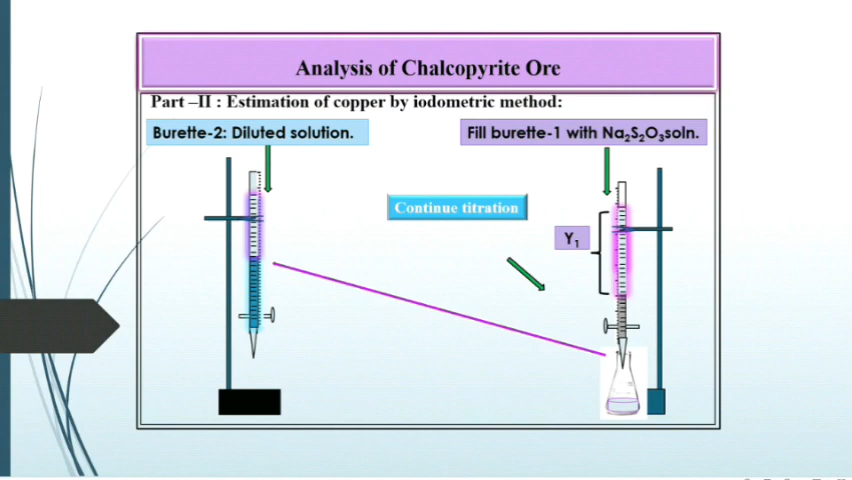 Analysis of Chalcopyrite Ore
Part –II : Estimation of copper by iodometric method:
Burette-2: Diluted solution.
Fill burette-1 with Na₂S₂O₃soln.
Continue titration
Y₁